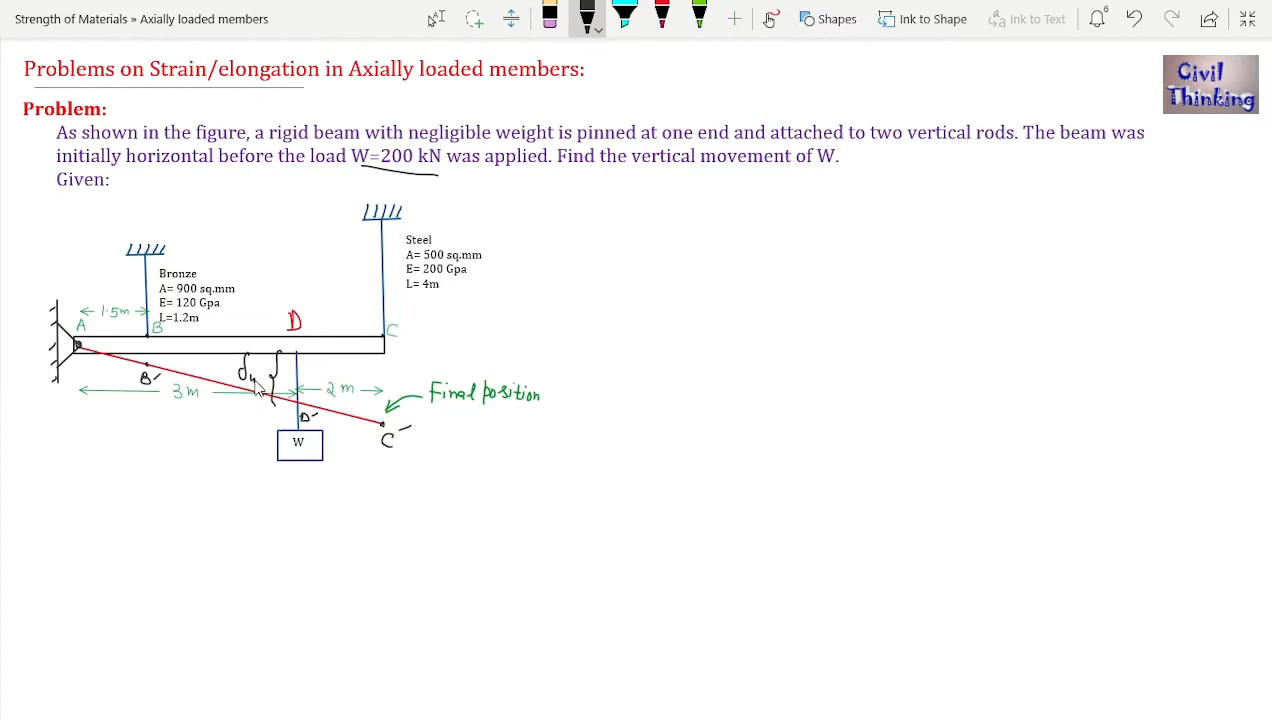 Strength of Materials » Axially loaded members
Shapes
Ink to Shape
a
a
Ink to Text
6
Problems on Strain/elongation in Axially loaded members:
Civil
Thinking
Problem:
As shown in the figure, a rigid beam with negligible weight is pinned at one end and attached to two vertical rods. The beam was
initially horizontal before the load W=200 kN was applied. Find the vertical movement of W.
Given:
Steel
A= 500 sq.mm
E= 200 Gpa
L= 4m
Bronze
A= 900 sq.mm
E= 120 Gpa
L=1.2m
1.5m
A
B
D
C
B'
3m
2m
Final position
D'
C'
W